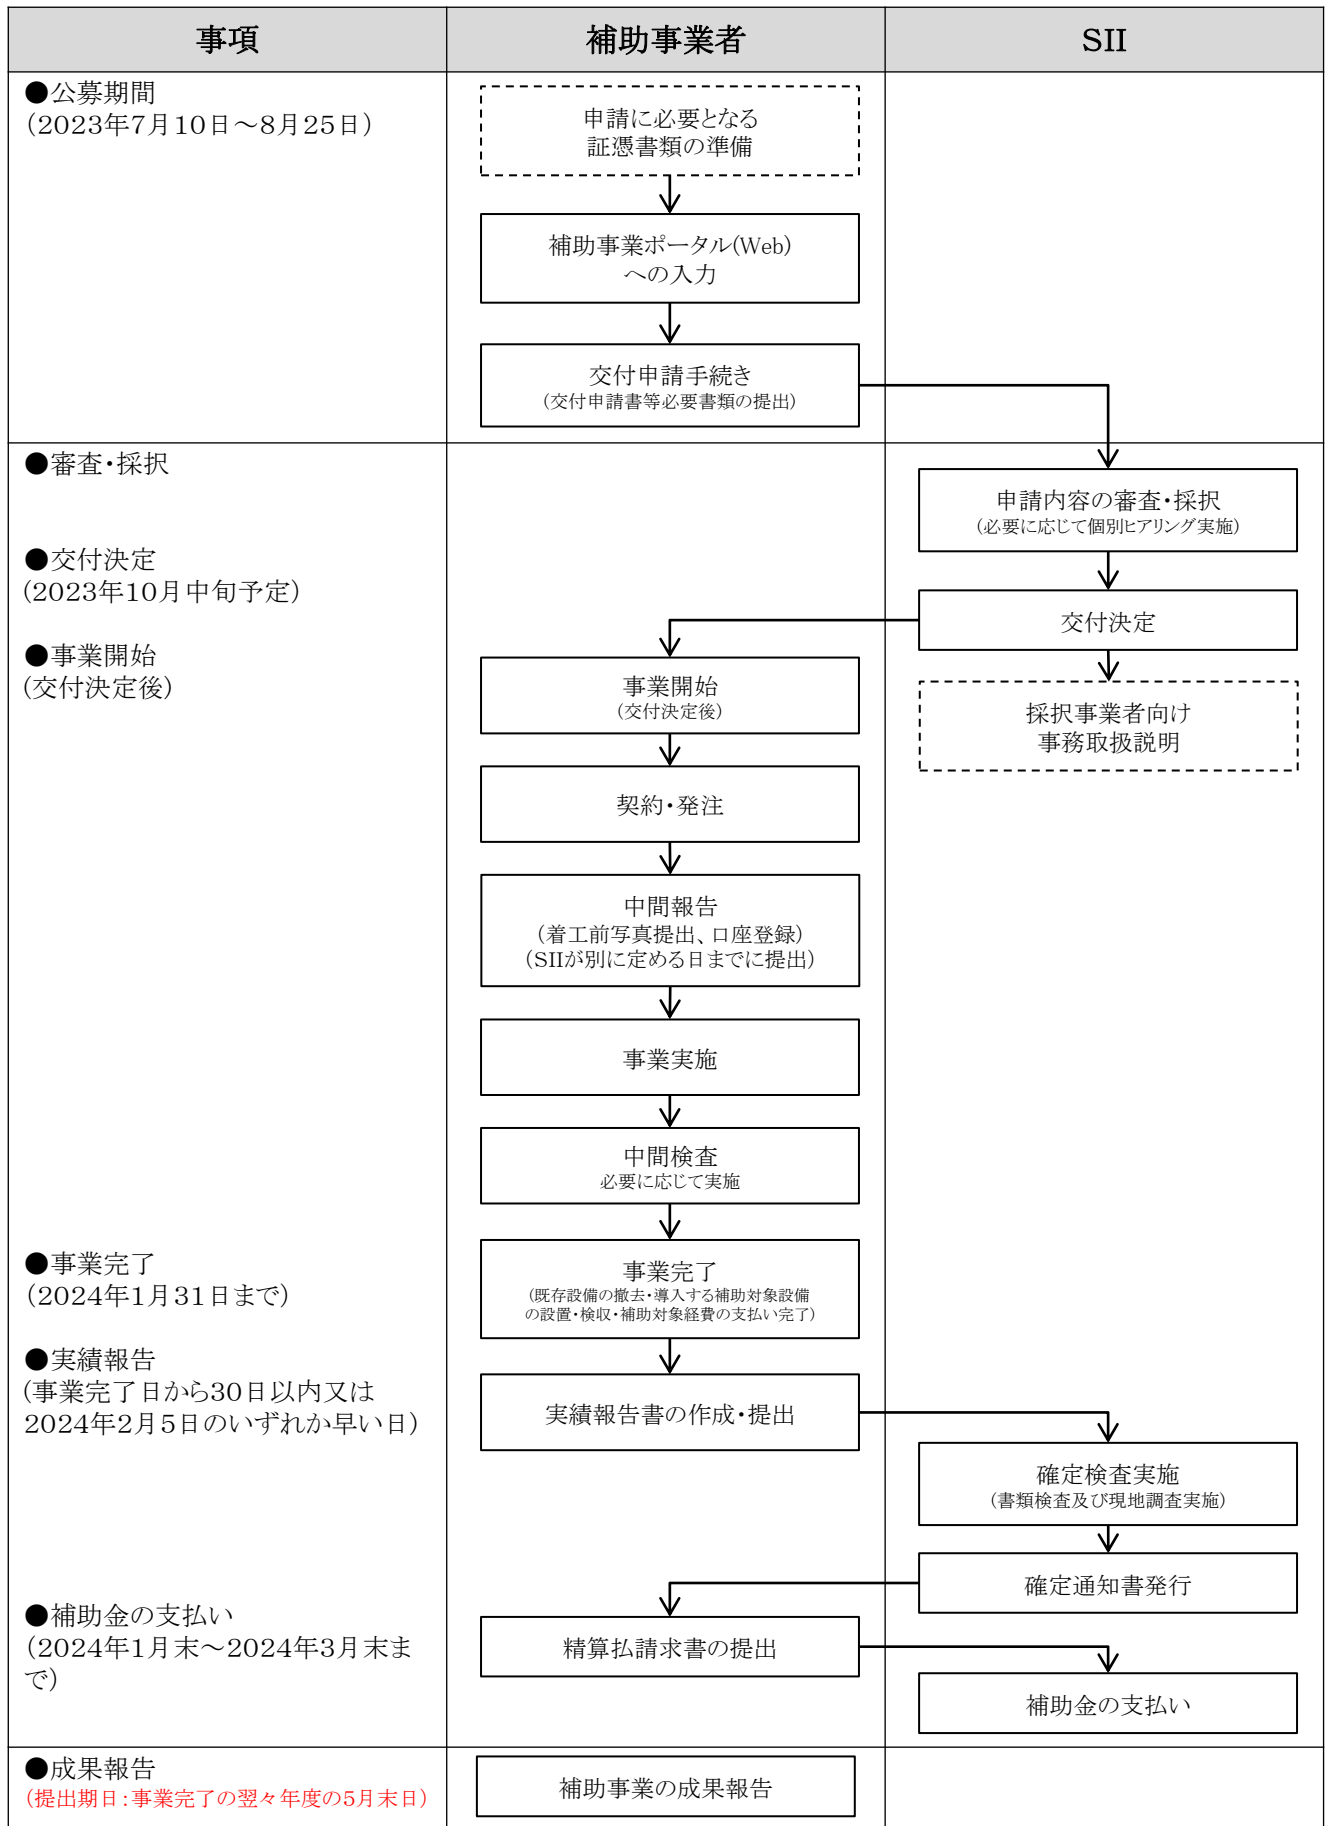 事項
補助事業者
SII
●公募期間
（2023年7月10日～8月25日）
申請に必要となる
証憑書類の準備
補助事業ポータル(Web)
への入力
交付申請手続き
（交付申請書等必要書類の提出）
●審査・採択
申請内容の審査・採択
（必要に応じて個別ヒアリング実施）
●交付決定
（2023年10月中旬予定）
交付決定
●事業開始
（交付決定後）
事業開始
（交付決定後）
採択事業者向け
事務取扱説明
契約・発注
中間報告
（着工前写真提出、口座登録）
（SIIが別に定める日までに提出）
事業実施
中間検査
必要に応じて実施
●事業完了
（2024年1月31日まで）
事業完了
（既存設備の撤去・導入する補助対象設備
の設置・検収・補助対象経費の支払い完了）
●実績報告
（事業完了日から30日以内又は
2024年2月5日のいずれか早い日）
実績報告書の作成・提出
確定検査実施
（書類検査及び現地調査実施）
確定通知書発行
●補助金の支払い
（2024年1月末～2024年3月末ま
で）
精算払請求書の提出
補助金の支払い
●成果報告
（提出期日：事業完了の翌々年度の5月末日）
補助事業の成果報告